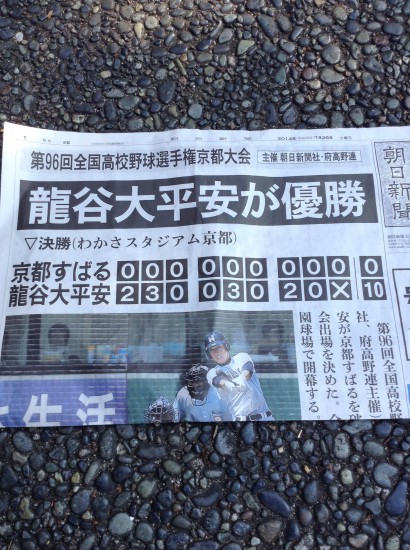 第96回全国高校野球選手権京都大会
主催 朝日新聞社・府高野連
龍谷大平安が優勝
▽決勝(わかさスタジアム京都)
京都すばる 000 000 000 0
龍谷大平安 230 030 20X 10
第96回全国
社、府高野連主催)
安が京都すばるを破
会出場を決めた。
園球場で開幕する。
朝日新聞
生活